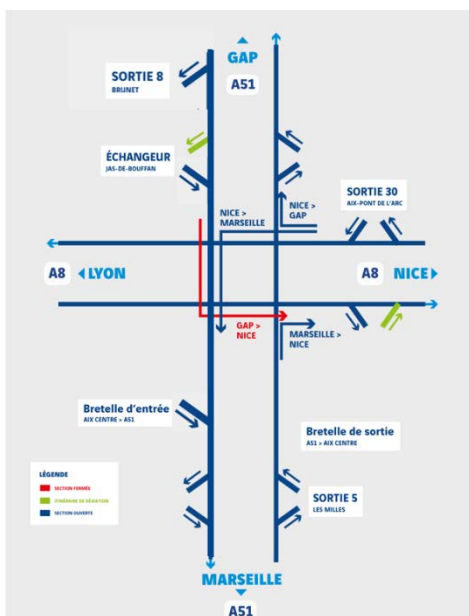 GAP
A51
SORTIE 8
BRUNET
ÉCHANGEUR
JAS-DE-BOUFFAN
SORTIE 30
AIX-PONT DE L'ARC
NICE >
MARSEILLE
NICE >
GAP
A8
LYON
A8
NICE
GAP >
NICE
MARSEILLE >
NICE
Bretelle d'entrée
AIX CENTRE > A51
Bretelle de sortie
A51 > AIX CENTRE
LÉGENDE
SECTION FERMÉE
ITINÉRAIRE DE DÉVIATION
SECTION OUVERTE
SORTIE 5
LES MILLES
MARSEILLE
A51